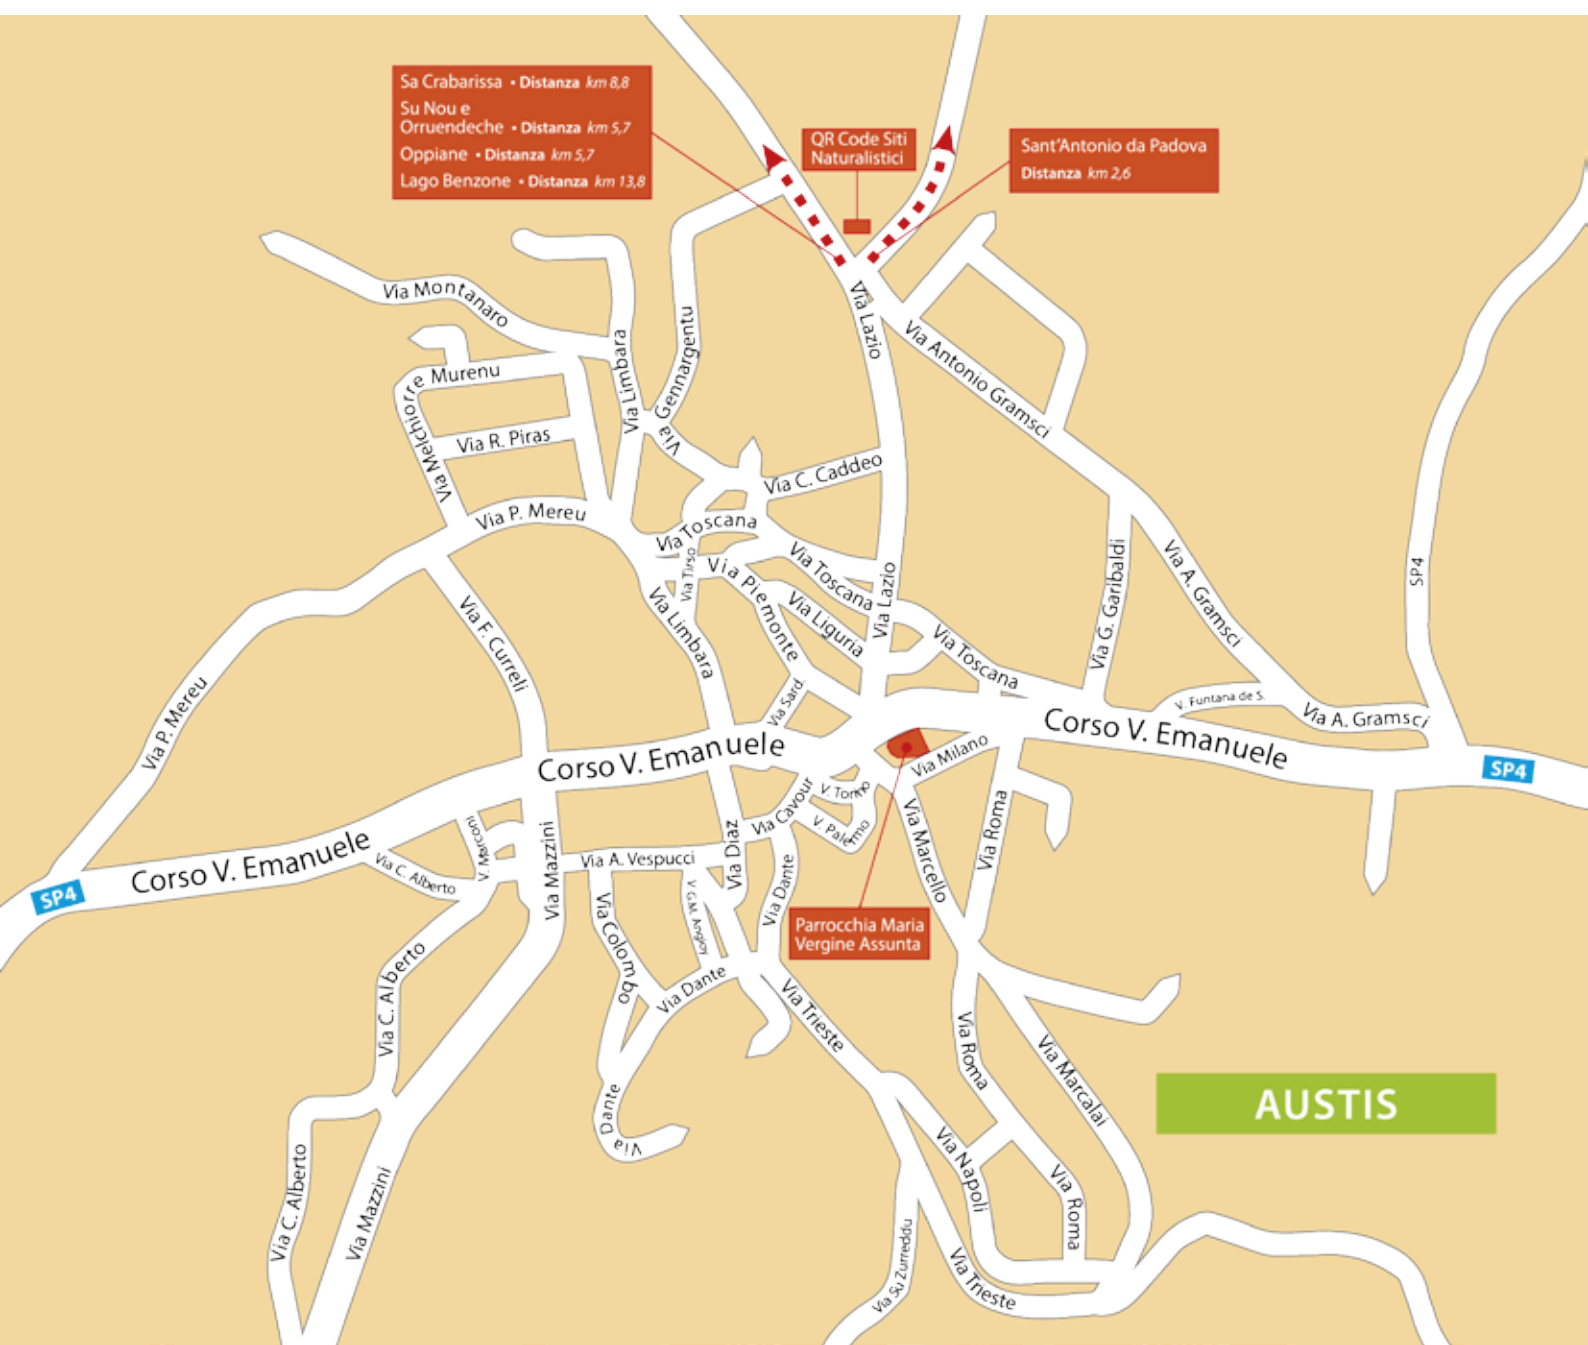 Sa Crabarissa • Distanza km 8,8
Su Nou e
Orruendeche • Distanza km 5,7
Oppiane • Distanza km 5,7
Lago Benzone • Distanza km 13,8
QR Code Siti
Naturalistici
Sant'Antonio da Padova
Distanza km 2,6
Via Montanaro
Via Lazio
Via Limbara
Via Gennargentu
Via Antonio Gramsci
Via Melchiorre Murenu
Via R. Piras
Via C. Caddeo
Via P. Mereu
Via Toscana
Via Tirso
Via Piemonte
Via Toscana
Via Lazio
Via Liguria
Via Limbara
Via F. Curreli
Via Toscana
Via G. Garibaldi
Via A. Gramsci
SP4
Via P. Mereu
Via Sard.
V. Funtana de S.
Via A. Gramsci
Corso V. Emanuele
Corso V. Emanuele
SP4
Via Milano
V. Torino
Via Cavour
V. Palermo
Via Marcello
Via Roma
Corso V. Emanuele
SP4
V. Marconi
Via C. Alberto
Via Mazzini
Via A. Vespucci
Via Diaz
V. G.M. Angioy
Via Dante
Parrocchia Maria
Vergine Assunta
Via Colombo
Via Dante
Via C. Alberto
Via Trieste
Via Roma
Via Marcalai
AUSTIS
Via Dante
Via Napoli
Via Roma
Via C. Alberto
Via Mazzini
Via Su Zurreddu
Via Trieste